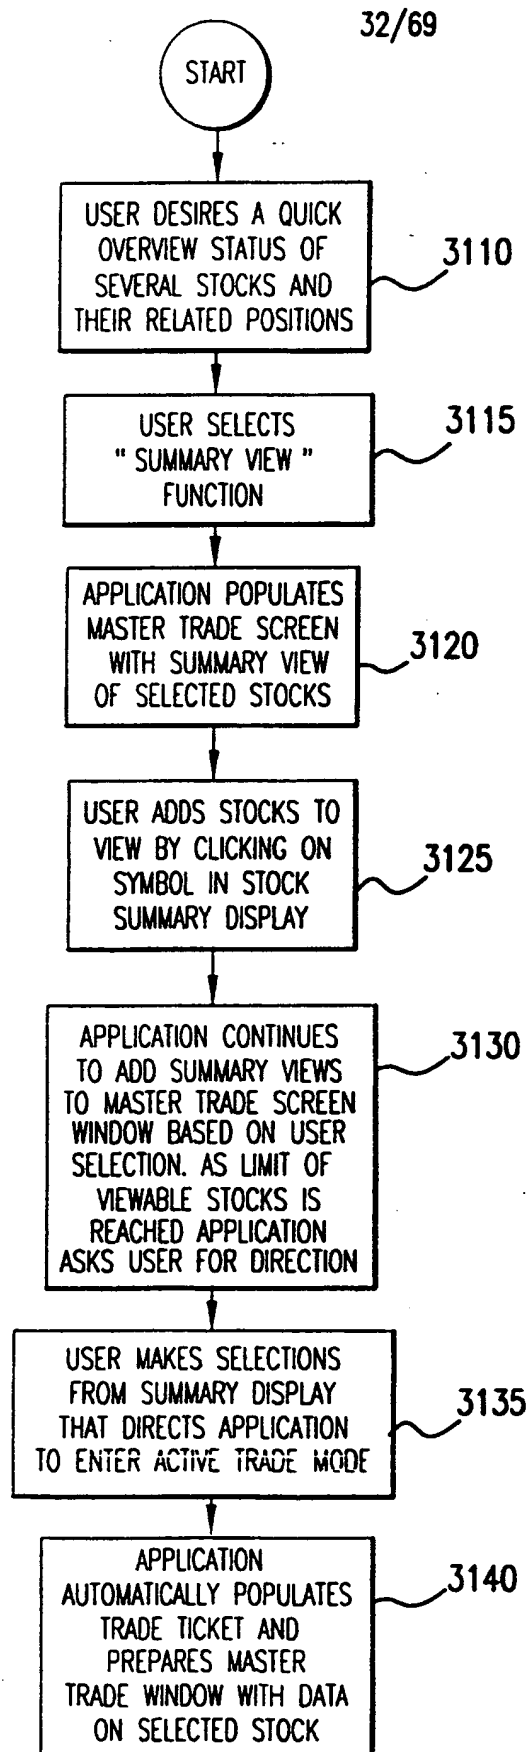 32/69
START
USER DESIRES A QUICK
OVERVIEW STATUS OF
SEVERAL STOCKS AND
THEIR RELATED POSITIONS
3110
USER SELECTS
" SUMMARY VIEW "
FUNCTION
3115
APPLICATION POPULATES
MASTER TRADE SCREEN
WITH SUMMARY VIEW
OF SELECTED STOCKS
3120
USER ADDS STOCKS TO
VIEW BY CLICKING ON
SYMBOL IN STOCK
SUMMARY DISPLAY
3125
APPLICATION CONTINUES
TO ADD SUMMARY VIEWS
TO MASTER TRADE SCREEN
WINDOW BASED ON USER
SELECTION. AS LIMIT OF
VIEWABLE STOCKS IS
REACHED APPLICATION
ASKS USER FOR DIRECTION
3130
USER MAKES SELECTIONS
FROM SUMMARY DISPLAY
THAT DIRECTS APPLICATION
TO ENTER ACTIVE TRADE MODE
3135
APPLICATION
AUTOMATICALLY POPULATES
TRADE TICKET AND
PREPARES MASTER
TRADE WINDOW WITH DATA
ON SELECTED STOCK
3140